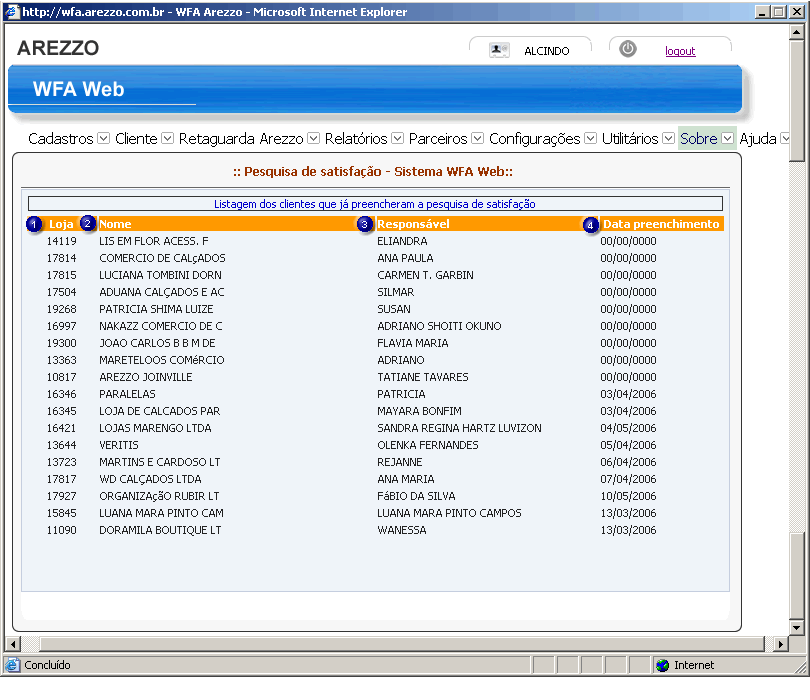 http://wfa.arezzo.com.br - WFA Arezzo - Microsoft Internet Explorer
AREZZO
ALCINDO
logout
WFA Web
Cadastros Cliente Retaguarda Arezzo Relatórios Parceiros Configurações Utilitários Sobre Ajuda
:: Pesquisa de satisfação - Sistema WFA Web::
Listagem dos clientes que já preencheram a pesquisa de satisfação
1 Loja 2 Nome 3 Responsável 4 Data preenchimento
14119 LIS EM FLOR ACESS. F ELIANDRA 00/00/0000
17814 COMERCIO DE CALçADOS ANA PAULA 00/00/0000
17815 LUCIANA TOMBINI DORN CARMEN T. GARBIN 00/00/0000
17504 ADUANA CALÇADOS E AC SILMAR 00/00/0000
19268 PATRICIA SHIMA LUIZE SUSAN 00/00/0000
16997 NAKAZZ COMERCIO DE C ADRIANO SHOITI OKUNO 00/00/0000
19300 JOAO CARLOS B B M DE FLAVIA MARIA 00/00/0000
13363 MARETELOOS COMéRCIO ADRIANO 00/00/0000
10817 AREZZO JOINVILLE TATIANE TAVARES 00/00/0000
16346 PARALELAS PATRICIA 03/04/2006
16345 LOJA DE CALCADOS PAR MAYARA BONFIM 03/04/2006
16421 LOJAS MARENGO LTDA SANDRA REGINA HARTZ LUVIZON 04/05/2006
13644 VERITIS OLENKA FERNANDES 05/04/2006
13723 MARTINS E CARDOSO LT REJANNE 06/04/2006
17817 WD CALÇADOS LTDA ANA MARIA 07/04/2006
17927 ORGANIZAçãO RUBIR LT FáBIO DA SILVA 10/05/2006
15845 LUANA MARA PINTO CAM LUANA MARA PINTO CAMPOS 13/03/2006
11090 DORAMILA BOUTIQUE LT WANESSA 13/03/2006
Concluído
Internet